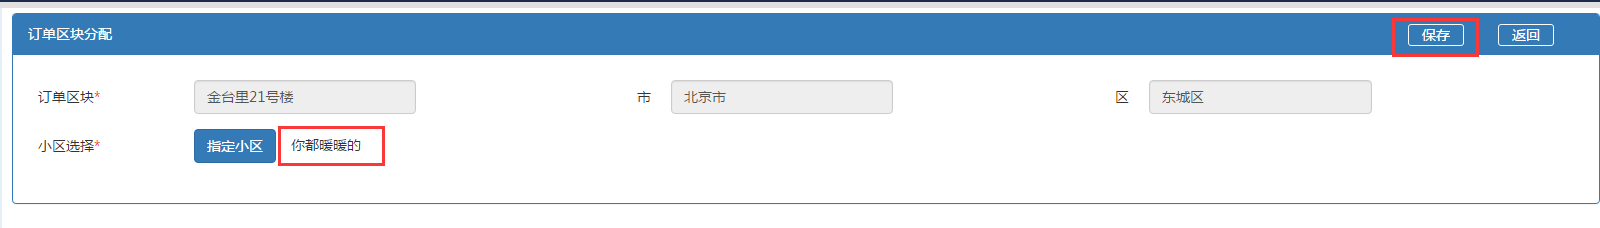 订单区块分配 保存 返回
订单区块* 金台里21号楼 市 北京市 区 东城区
小区选择* 指定小区 你都暖暖的